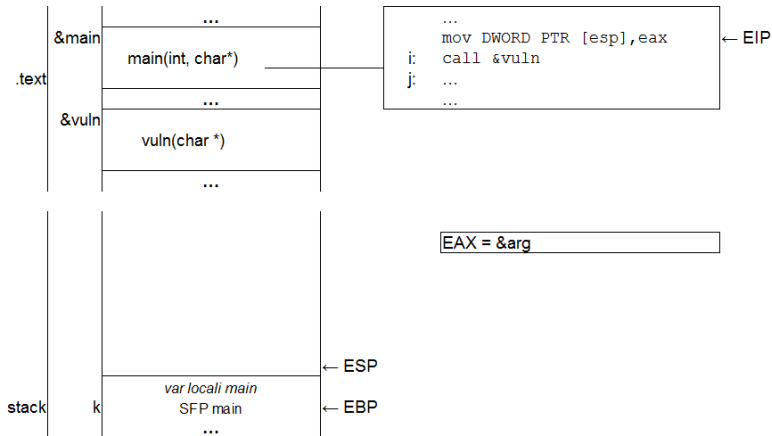 ...
&main
main(int, char*)
.text
...
&vuln
vuln(char *)
...
...
mov DWORD PTR [esp],eax
← EIP
i: call &vuln
j: ...
...
EAX = &arg
← ESP
var locali main
stack k SFP main ← EBP
...